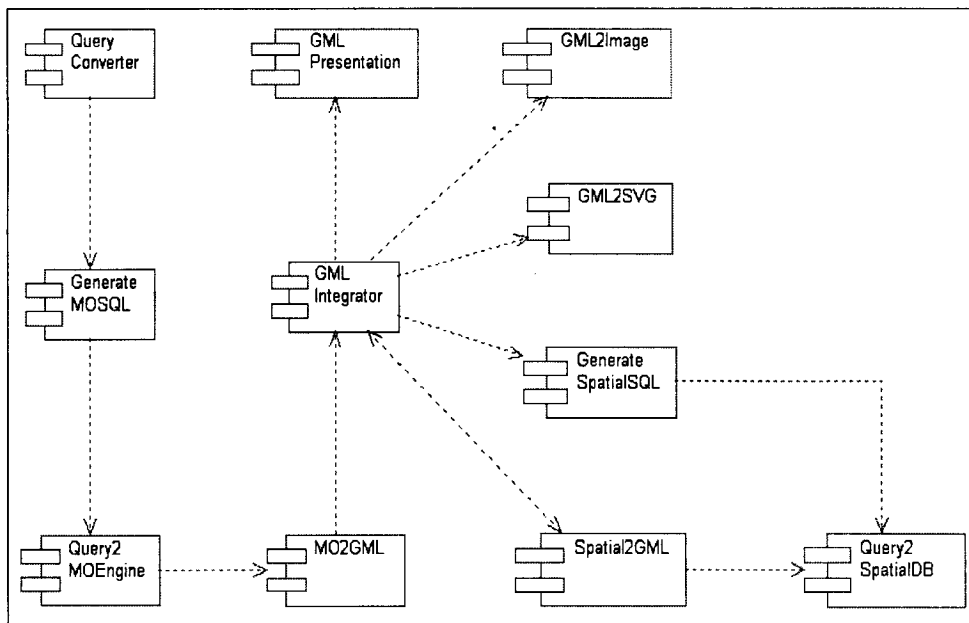 Query
Converter
GML
Presentation
GML2Image
GML2SVG
Generate
MOSQL
GML
Integrator
Generate
SpatialSQL
Query2
MOEngine
MO2GML
Spatial2GML
Query2
SpatialDB